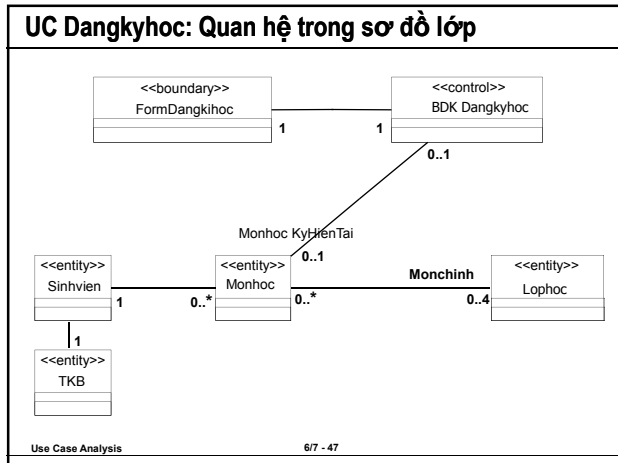 UC Dangkyhoc: Quan hệ trong sơ đồ lớp
<<boundary>>
FormDangkihoc
<<control>>
BDK Dangkyhoc
1
1
0..1
Monhoc KyHienTai
0..1
<<entity>>
Sinhvien
<<entity>>
Monhoc
Monchinh
<<entity>>
Lophoc
1
0..*
0..*
0..4
1
<<entity>>
TKB
Use Case Analysis
6/7 - 47